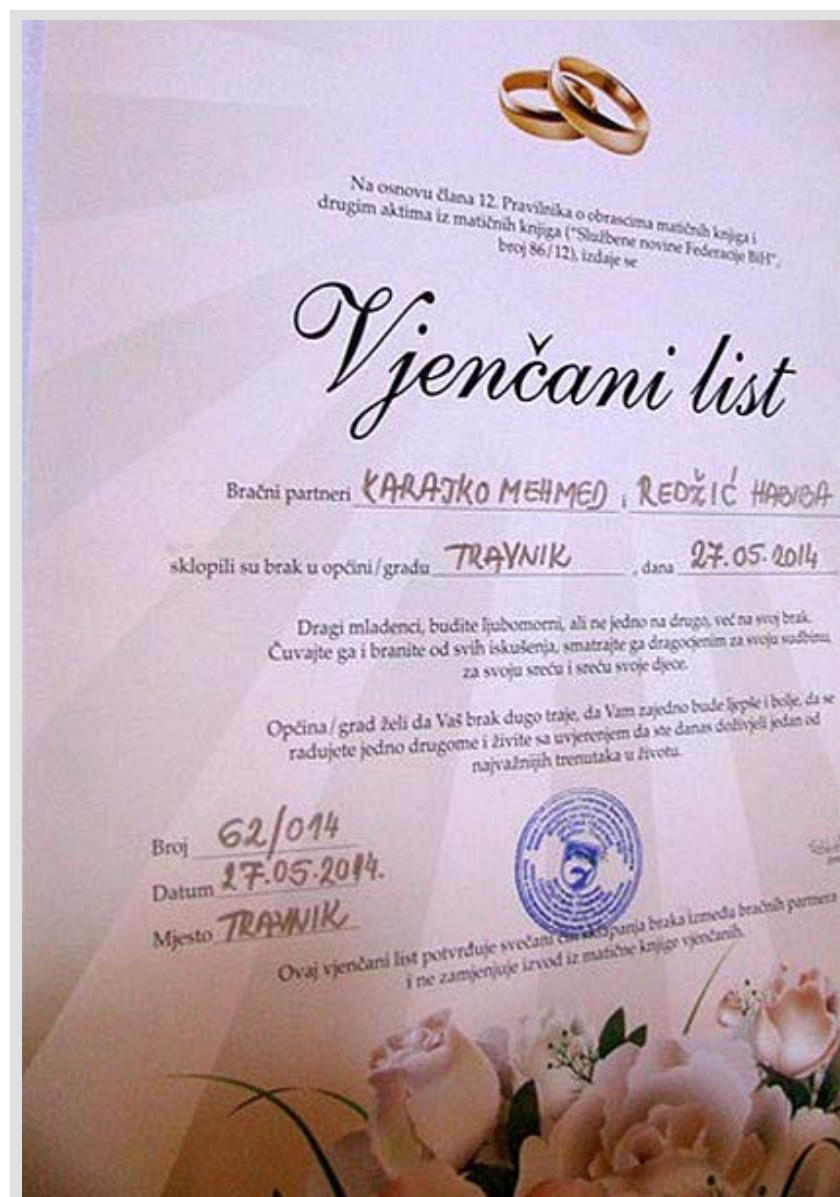 Na osnovu člana 12. Pravilnika o obrascima matičnih knjiga i
drugim aktima iz matičnih knjiga ("Službene novine Federacije BiH",
broj 86/12), izdaje se
Vjenčani list
Bračni partneri KARAJKO MEHMED i REDŽIĆ HABIBA
sklopili su brak u općini/gradu TRAVNIK, dana 27.05.2014
Dragi mladenci, budite ljubomorni, ali ne jedno na drugo, već na svoj brak.
Čuvajte ga i branite od svih iskušenja, smatrajte ga dragocjenim za svoju sudbinu,
za svoju sreću i sreću svoje djece.
Općina/grad želi da Vaš brak dugo traje, da Vam zajedno bude ljepše i bolje, da se
radujete jedno drugome i živite sa uvjerenjem da ste danas doživjeli jedan od
najvažnijih trenutaka u životu.
Broj 62/014
Datum 27.05.2014.
Mjesto TRAVNIK
Ovaj vjenčani list potvrđuje svečani čin sklapanja braka između bračnih partnera
i ne zamjenjuje izvod iz matične knjige vjenčanih.